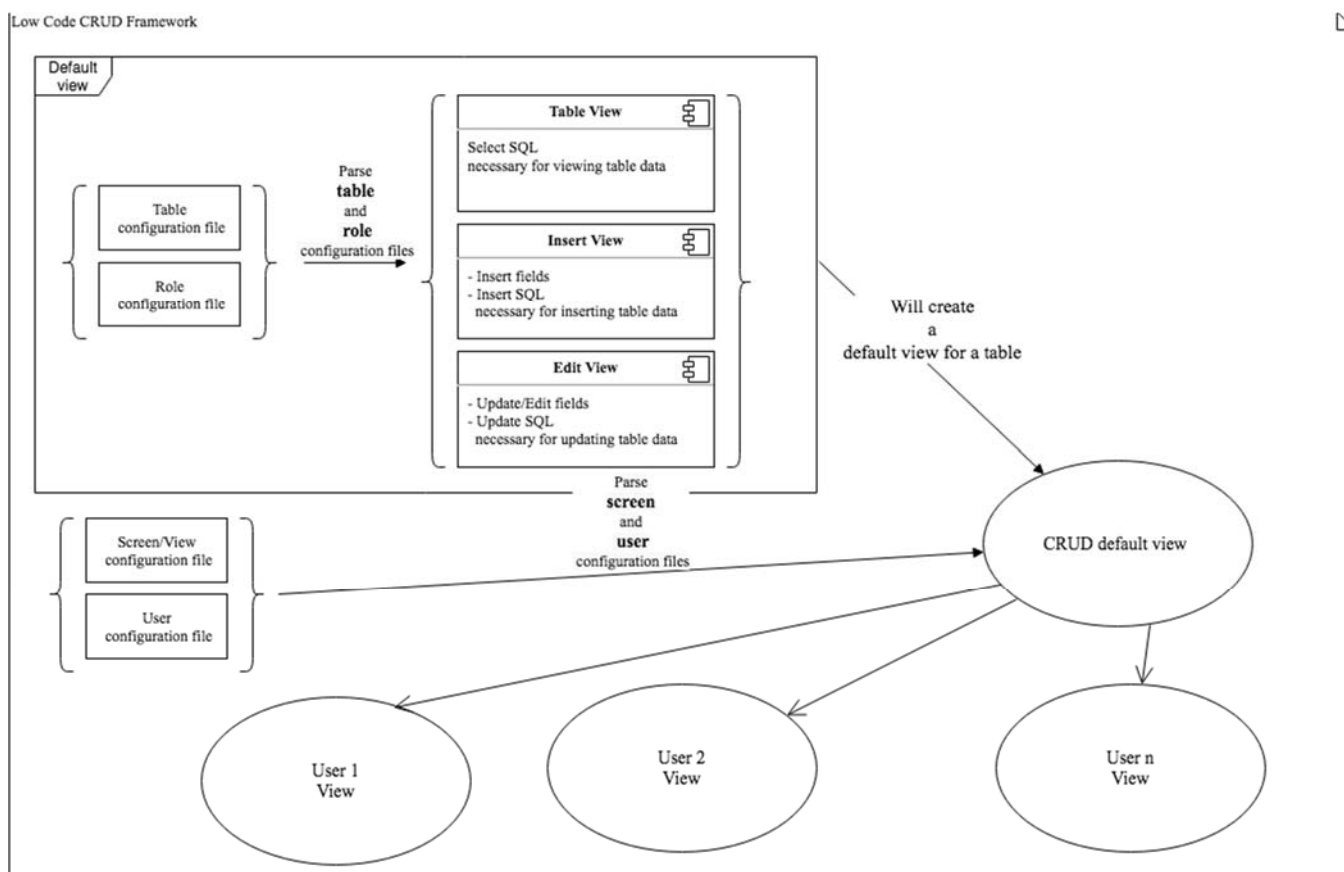 Low Code CRUD Framework
Default
view
Table
configuration file
Role
configuration file
Parse
table
and
role
configuration files
Table View
Select SQL
necessary for viewing table data
Insert View
- Insert fields
- Insert SQL
necessary for inserting table data
Edit View
- Update/Edit fields
- Update SQL
necessary for updating table data
Will create
a
default view for a table
Screen/View
configuration file
User
configuration file
Parse
screen
and
user
configuration files
CRUD default view
User 1
View
User 2
View
User n
View